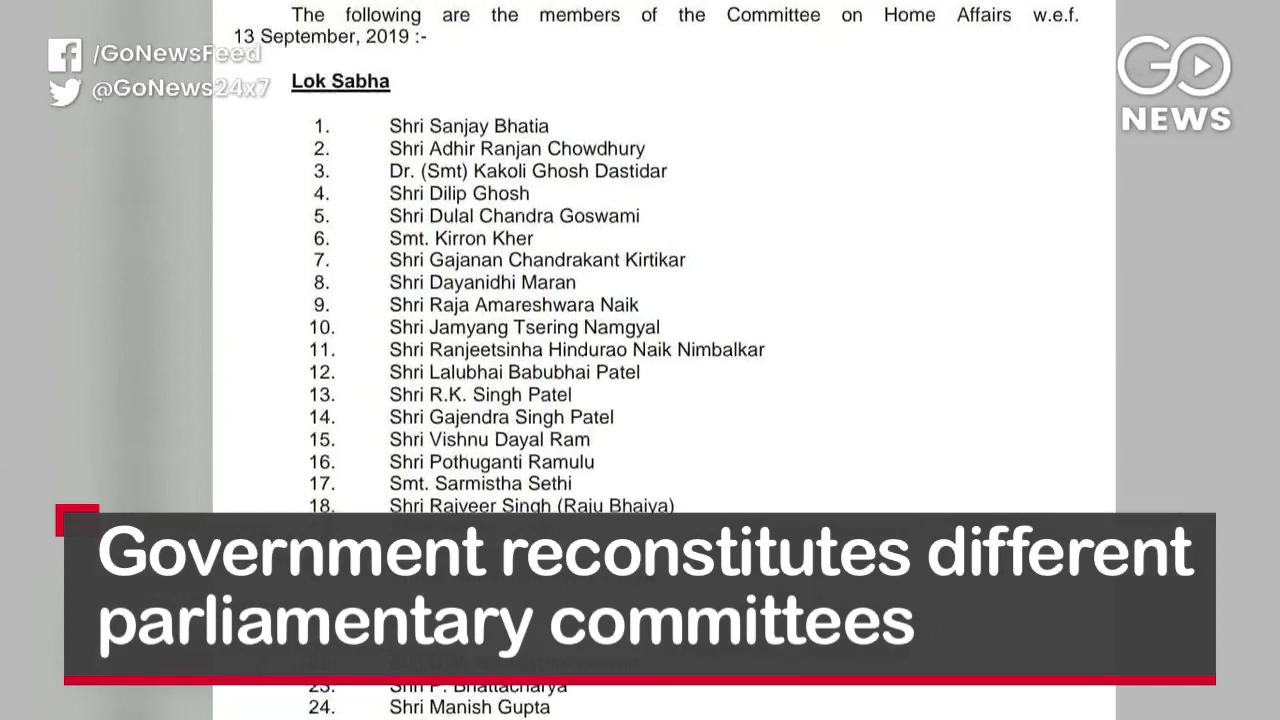 The following are the members of the Committee on Home Affairs w.e.f.
13 September, 2019 :-
/GoNewsFeed
@GoNews24x7
GO
NEWS
Lok Sabha
1. Shri Sanjay Bhatia
2. Shri Adhir Ranjan Chowdhury
3. Dr. (Smt) Kakoli Ghosh Dastidar
4. Shri Dilip Ghosh
5. Shri Dulal Chandra Goswami
6. Smt. Kirron Kher
7. Shri Gajanan Chandrakant Kirtikar
8. Shri Dayanidhi Maran
9. Shri Raja Amareshwara Naik
10. Shri Jamyang Tsering Namgyal
11. Shri Ranjeetsinha Hindurao Naik Nimbalkar
12. Shri Lalubhai Babubhai Patel
13. Shri R.K. Singh Patel
14. Shri Gajendra Singh Patel
15. Shri Vishnu Dayal Ram
16. Shri Pothuganti Ramulu
17. Smt. Sarmistha Sethi
18. Shri Rajveer Singh (Raju Bhaiya)
Government reconstitutes different
parliamentary committees
23. Shri P. Bhattacharya
24. Shri Manish Gupta